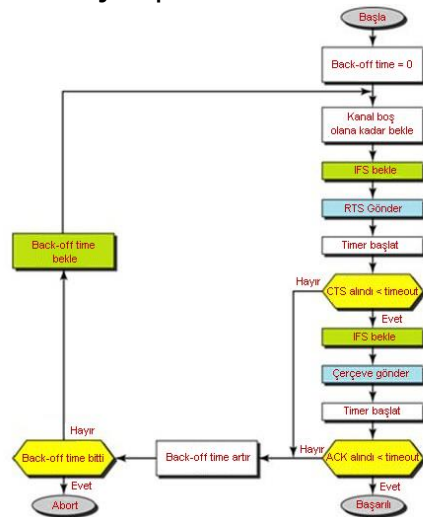 Başla
Back-off time = 0
Kanal boş
olana kadar bekle
IFS bekle
RTS Gönder
Timer başlat
Hayır
CTS alındı < timeout
Evet
IFS bekle
Çerçeve gönder
Timer başlat
Hayır
ACK alındı < timeout
Evet
Başarılı
Back-off time artır
Back-off time bitti
Hayır
Evet
Abort
Back-off time
bekle